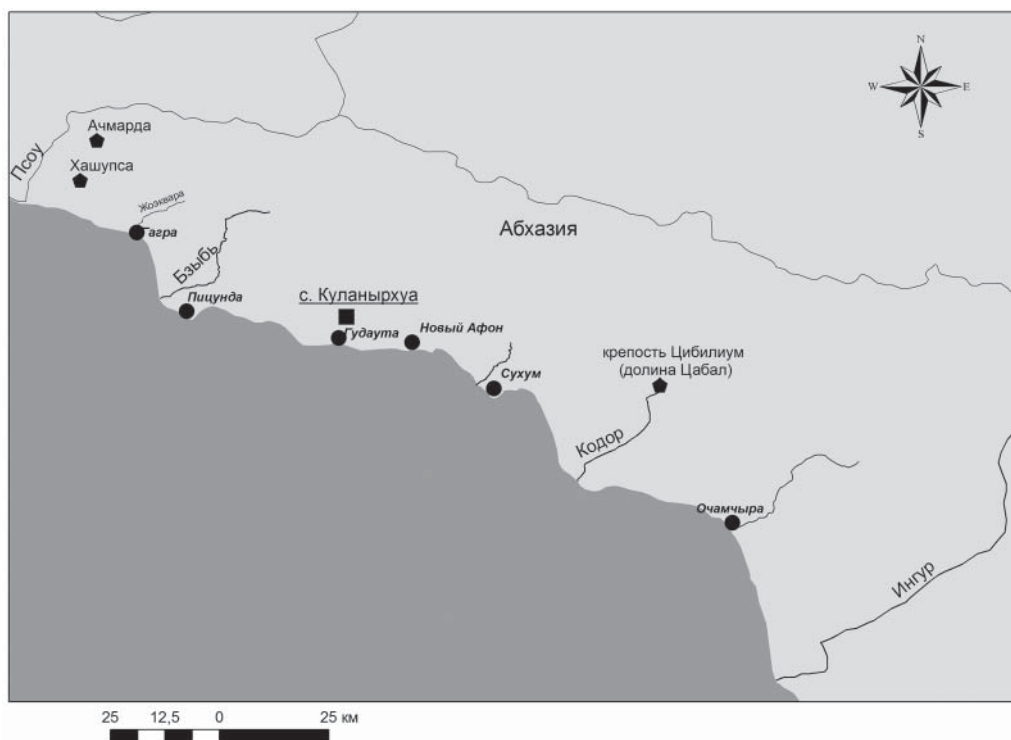 N
W
E
S
Ачмарда
Псоу
Хашупса
Жоэквара
Гагра
Абхазия
Бзыбь
Пицунда
с. Куланырхуа
Гудаута
Новый Афон
крепость Цибилиум
(долина Цабал)
Сухум
Кодор
Очамчыра
Ингур
25 12,5 0 25 км